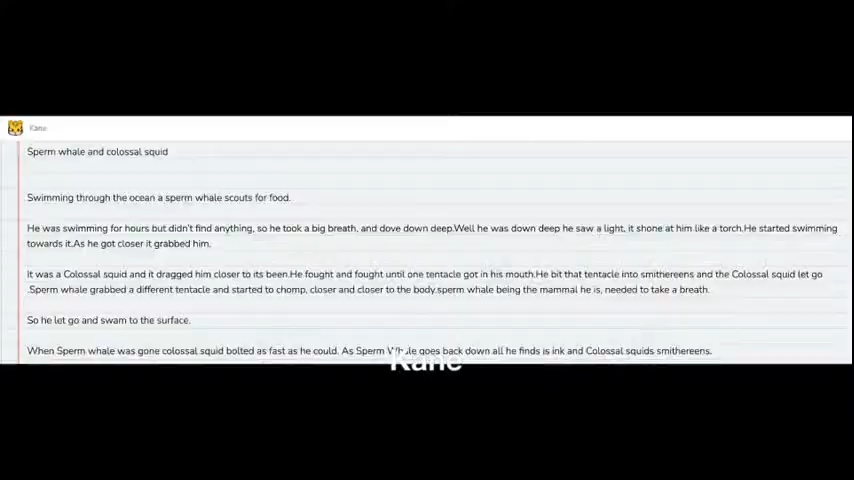 Kane
Sperm whale and colossal squid
Swimming through the ocean a sperm whale scouts for food.
He was swimming for hours but didn't find anything, so he took a big breath, and dove down deep.Well he was down deep he saw a light, it shone at him like a torch.He started swimming
towards it.As he got closer it grabbed him.
It was a Colossal squid and it dragged him closer to its been.He fought and fought until one tentacle got in his mouth.He bit that tentacle into smithereens and the Colossal squid let go
.Sperm whale grabbed a different tentacle and started to chomp, closer and closer to the body.sperm whale being the mammal he is, needed to take a breath.
So he let go and swam to the surface.
When Sperm whale was gone colossal squid bolted as fast as he could. As Sperm Whale goes back down all he finds is ink and Colossal squids smithereens.
Kane